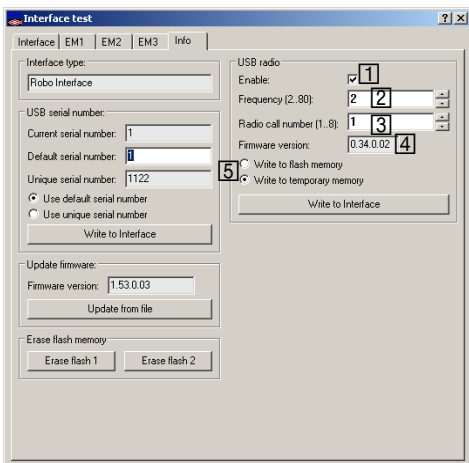 Interface test
Interface EM1 EM2 EM3 Info
Interface type:
Robo Interface
USB serial number:
Current serial number: 1
Default serial number: 1
Unique serial number: 1122
Use default serial number
Use unique serial number
Write to Interface
Update firmware:
Firmware version: 1.53.0.03
Update from file
Erase flash memory
Erase flash 1 Erase flash 2
USB radio
Enable: 1
Frequency (2..80): 2 2
Radio call number (1..8): 1 3
Firmware version: 0.34.0.02 4
Write to flash memory
5
Write to temporary memory
Write to Interface